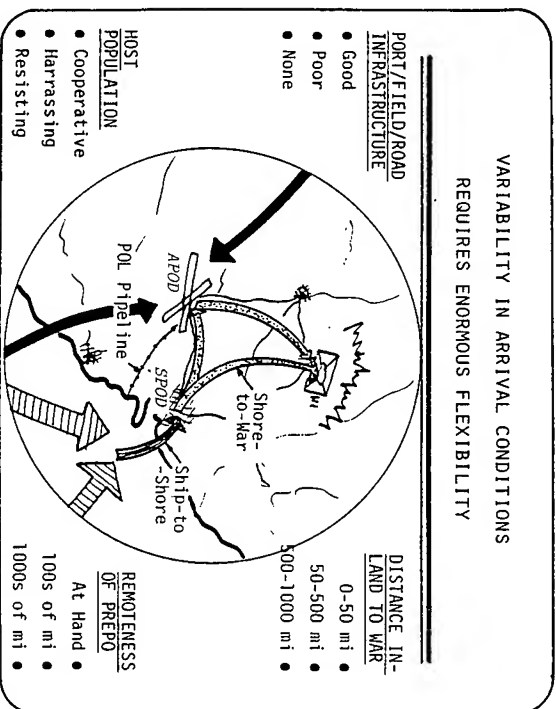 VARIABILITY IN ARRIVAL CONDITIONS
REQUIRES ENORMOUS FLEXIBILITY
PORT/FIELD/ROAD
INFRASTRUCTURE
• Good
• Poor
• None
DISTANCE IN-
LAND TO WAR
0-50 mi •
50-500 mi •
500-1000 mi •
APOD
SPOD
POL Pipeline
Shore-
to-War
Ship-to
-Shore
HOST
POPULATION
• Cooperative
• Harrassing
• Resisting
REMOTENESS
OF PREPO
At Hand •
100s of mi •
1000s of mi •